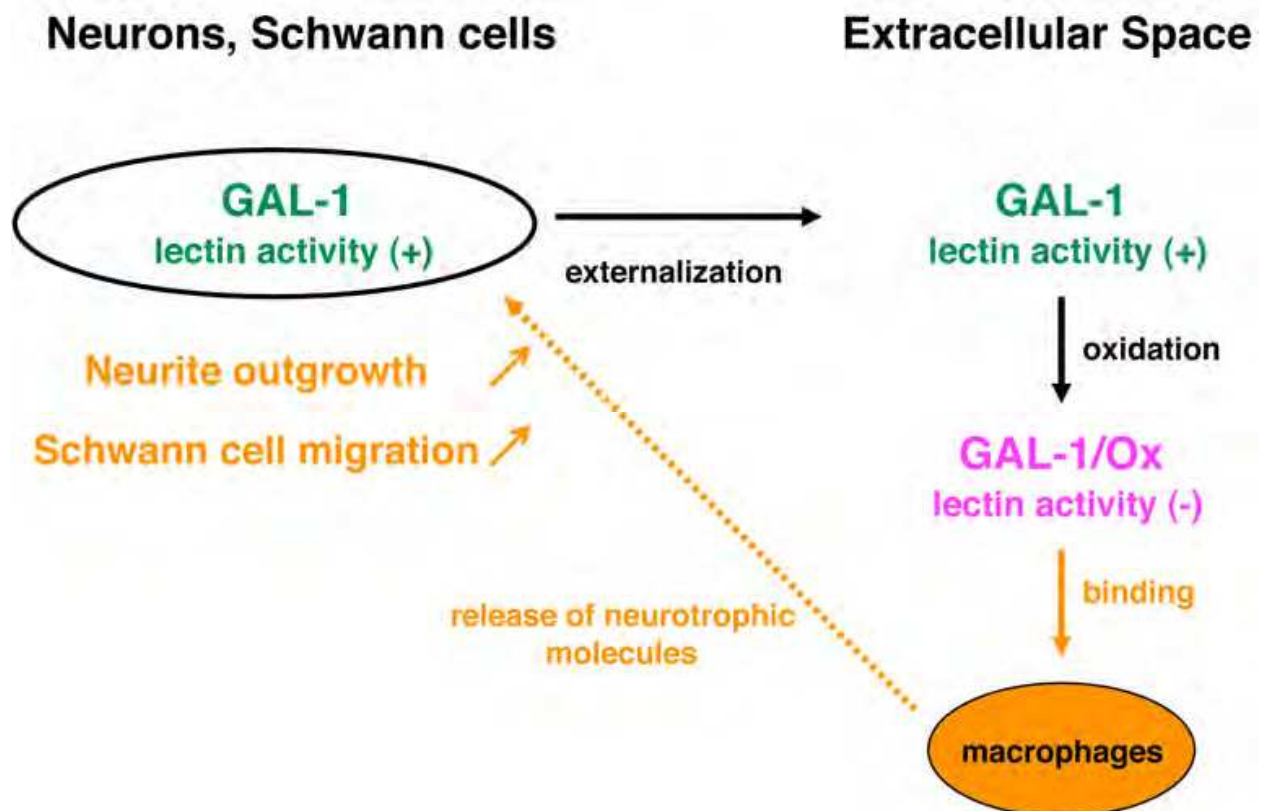 Neurons, Schwann cells
Extracellular Space
GAL-1
lectin activity (+)
externalization
GAL-1
lectin activity (+)
oxidation
Neurite outgrowth
Schwann cell migration
GAL-1/Ox
lectin activity (-)
binding
release of neurotrophic
molecules
macrophages